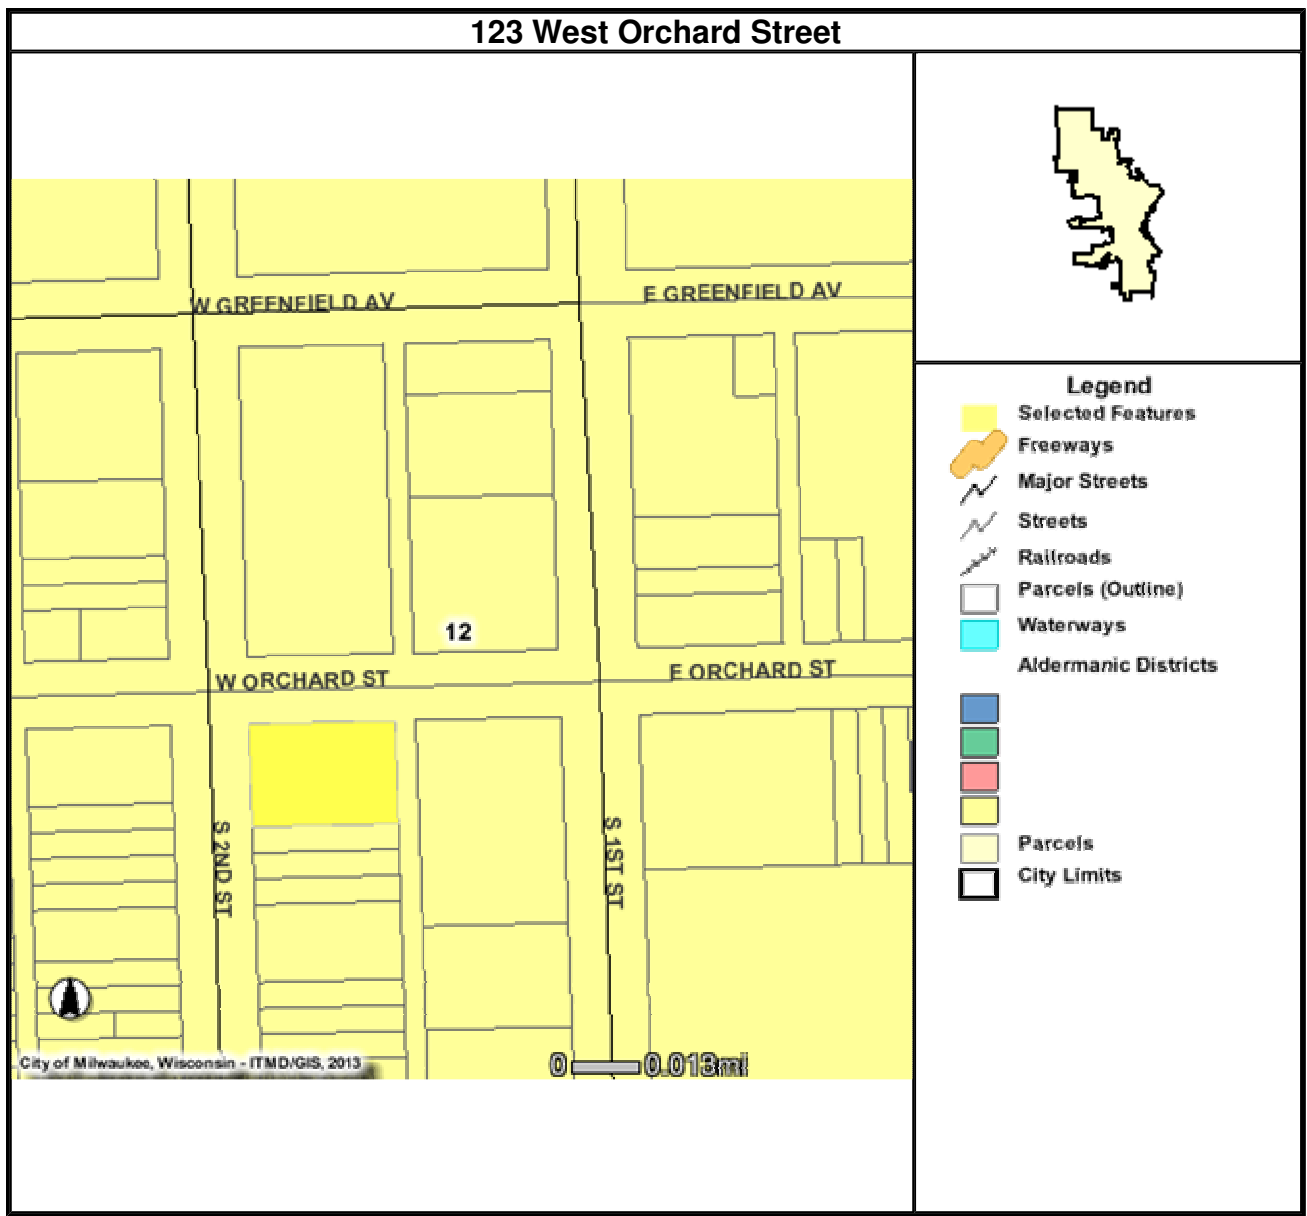 123 West Orchard Street
W GREENFIELD AV
E GREENFIELD AV
12
W ORCHARD ST
E ORCHARD ST
S 2ND ST
S 1ST ST
City of Milwaukee, Wisconsin - ITMD/GIS, 2013
0 0.013mi
Legend
Selected Features
Freeways
Major Streets
Streets
Railroads
Parcels (Outline)
Waterways
Aldermanic Districts
Parcels
City Limits